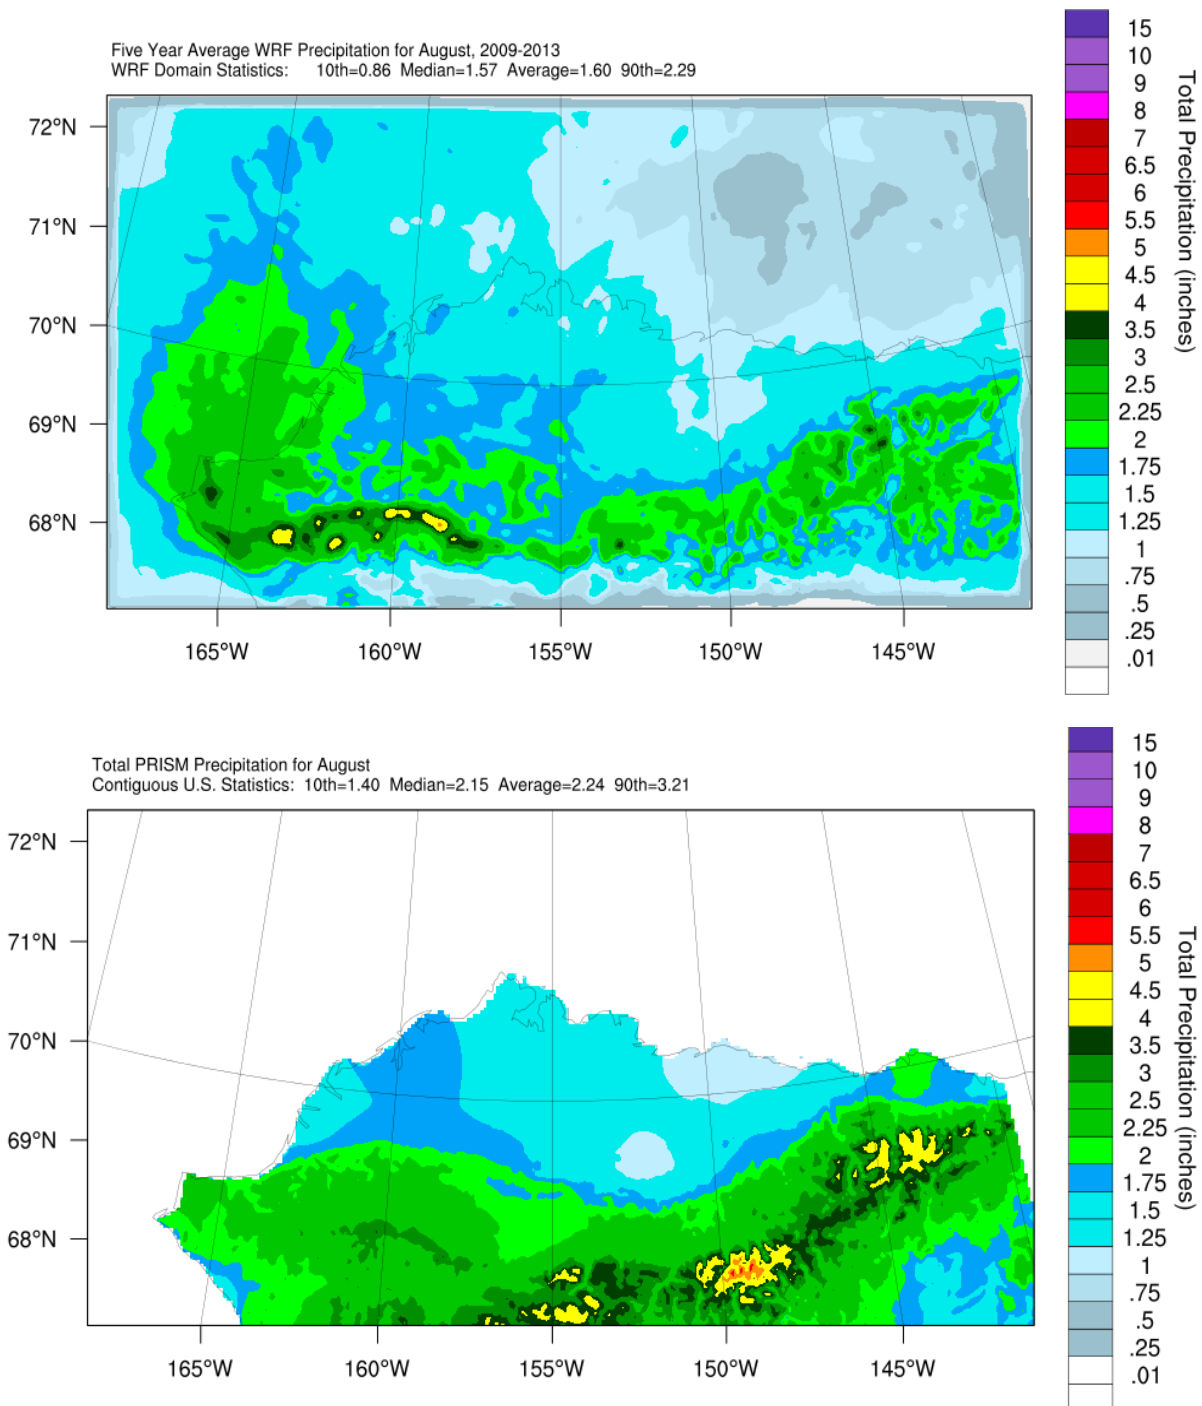 Five Year Average WRF Precipitation for August, 2009-2013
WRF Domain Statistics: 10th=0.86 Median=1.57 Average=1.60 90th=2.29
72°N
71°N
70°N
69°N
68°N
165°W
160°W
155°W
150°W
145°W
15
10
9
8
7
6.5
6
5.5
5
4.5
4
3.5
3
2.5
2.25
2
1.75
1.5
1.25
1
.75
.5
.25
.01
Total Precipitation (inches)
Total PRISM Precipitation for August
Contiguous U.S. Statistics: 10th=1.40 Median=2.15 Average=2.24 90th=3.21
72°N
71°N
70°N
69°N
68°N
165°W
160°W
155°W
150°W
145°W
15
10
9
8
7
6.5
6
5.5
5
4.5
4
3.5
3
2.5
2.25
2
1.75
1.5
1.25
1
.75
.5
.25
.01
Total Precipitation (inches)